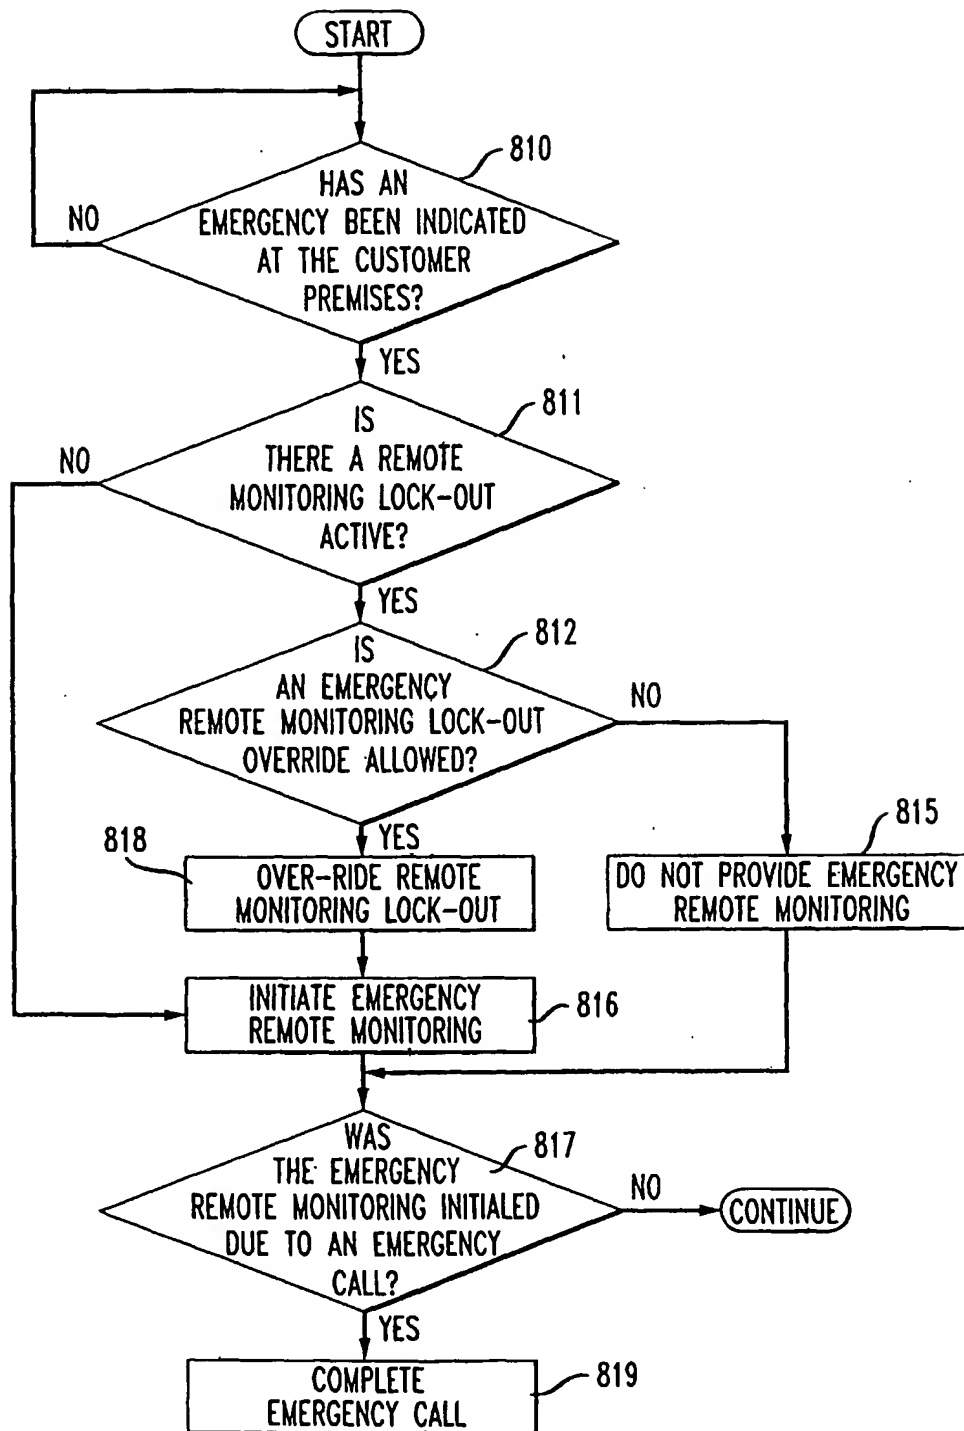 START
810
HAS AN
EMERGENCY BEEN INDICATED
AT THE CUSTOMER
PREMISES?
NO
YES
811
IS
THERE A REMOTE
MONITORING LOCK-OUT
ACTIVE?
NO
YES
812
IS
AN EMERGENCY
REMOTE MONITORING LOCK-OUT
OVERRIDE ALLOWED?
NO
YES
818
OVER-RIDE REMOTE
MONITORING LOCK-OUT
815
DO NOT PROVIDE EMERGENCY
REMOTE MONITORING
INITIATE EMERGENCY
REMOTE MONITORING
816
WAS
THE EMERGENCY
REMOTE MONITORING INITIALED
DUE TO AN EMERGENCY
CALL?
817
NO
CONTINUE
YES
COMPLETE
EMERGENCY CALL
819